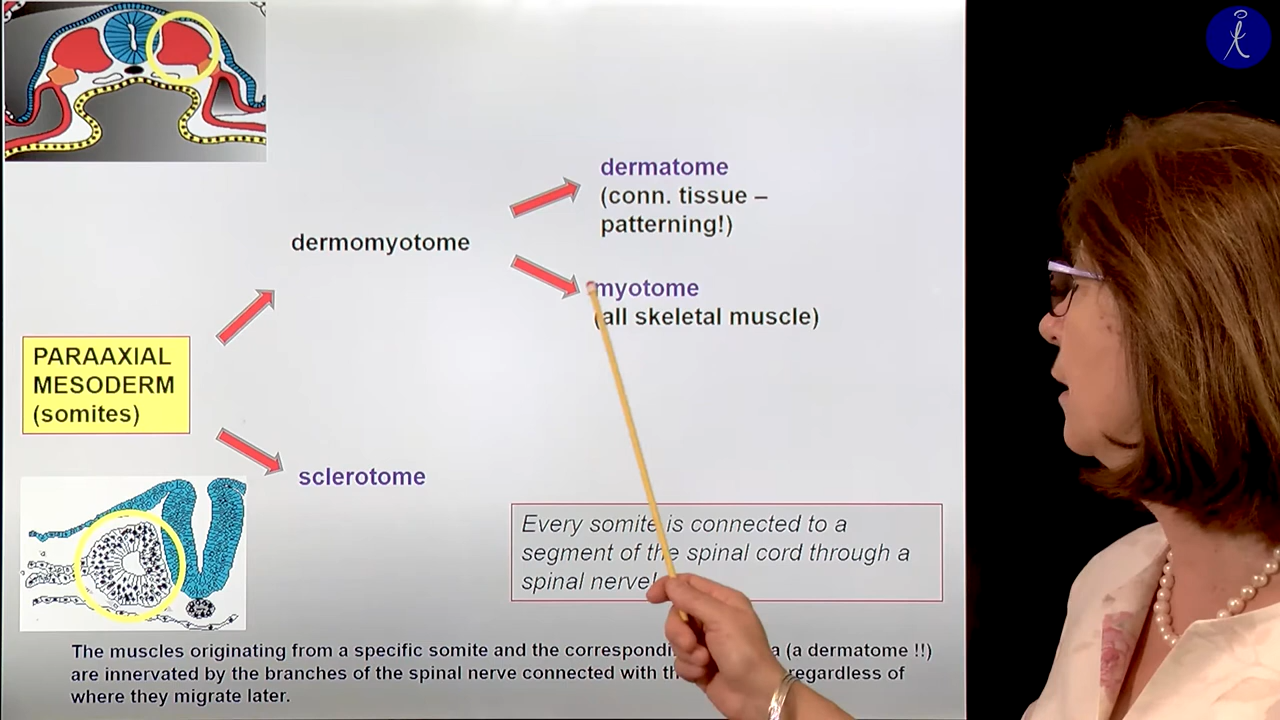 dermatome
(conn. tissue –
patterning!)
dermomyotome
myotome
(all skeletal muscle)
PARAAXIAL
MESODERM
(somites)
sclerotome
Every somite is connected to a
segment of the spinal cord through a
spinal nerve!
The muscles originating from a specific somite and the (a dermatome !!)
are innervated by the branches of the spinal nerve connected with regardless of
where they migrate later.